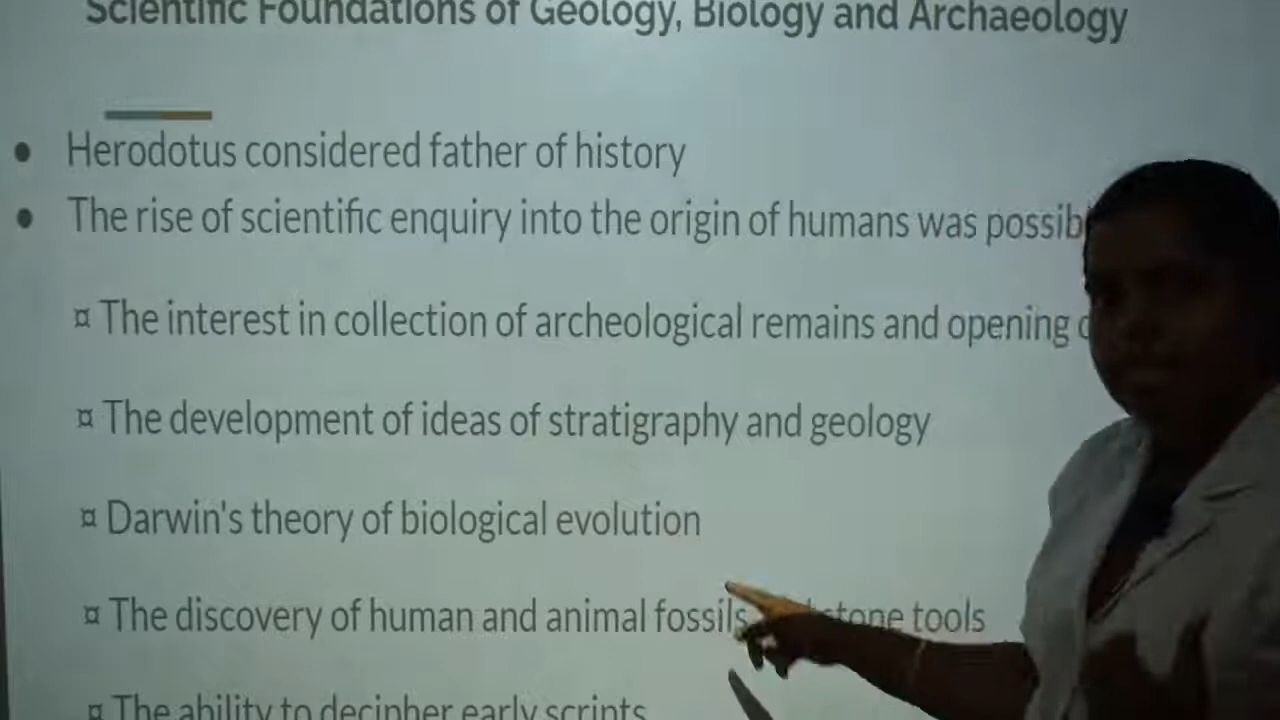 Scientific Foundations of Geology, Biology and Archaeology
• Herodotus considered father of history
• The rise of scientific enquiry into the origin of humans was
¤ The interest in collection of archeological remains and opening
¤ The development of ideas of stratigraphy and geology
¤ Darwin's theory of biological evolution
¤ The discovery of human and animal fossils stone tools
¤ The ability to decipher early scripts